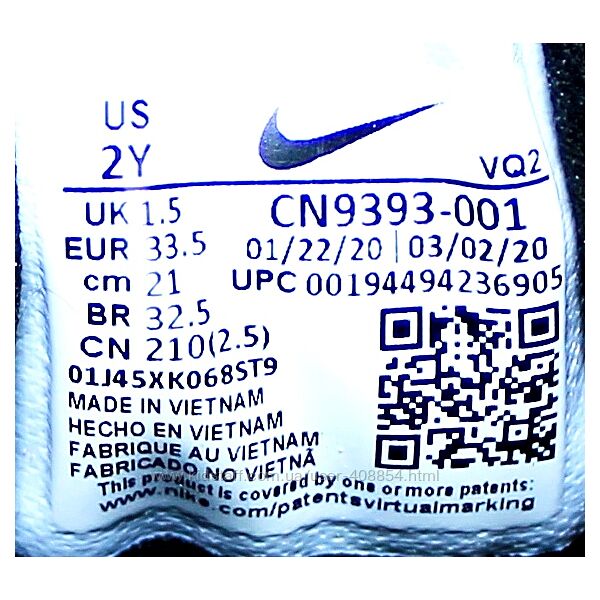 US
2Y
VQ2
UK 1.5
CN9393-001
EUR 33.5
01/22/20 | 03/02/20
cm 21
UPC 00194494236905
BR 32.5
CN 210(2.5)
01J45XK068ST9
MADE IN VIETNAM
HECHO EN VIETNAM
FABRIQUE AU VIETNAM
FABRICADO NO VIETNÃ
This product is covered by one or more patents:
www.nike.com/patentsvirtualmarking